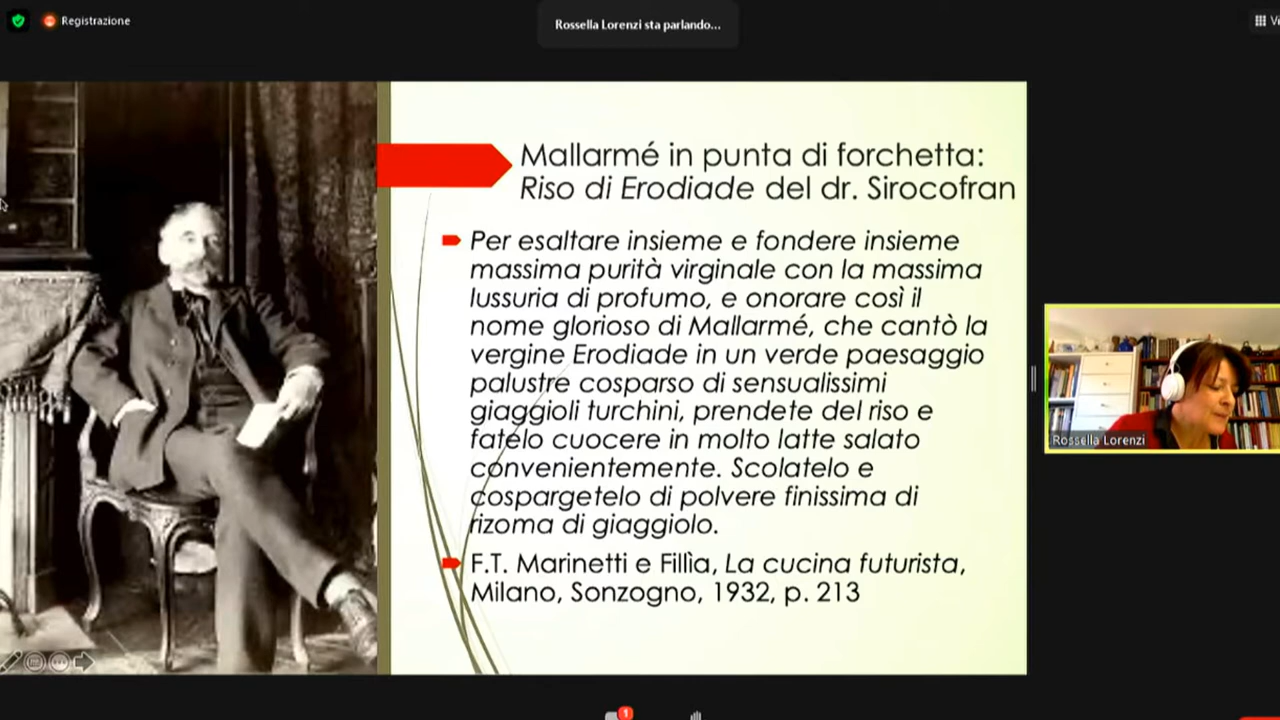 Registrazione
Rossella Lorenzi sta parlando...
Mallarmé in punta di forchetta:
Riso di Erodiade del dr. Sirocofran
Per esaltare insieme e fondere insieme
massima purità virginale con la massima
lussuria di profumo, e onorare così il
nome glorioso di Mallarmé, che cantò la
vergine Erodiade in un verde paesaggio
palustre cosparso di sensualissimi
giaggioli turchini, prendete del riso e
fatelo cuocere in molto latte salato
convenientemente. Scolatelo e
cospargetelo di polvere finissima di
rizoma di giaggiolo.
F.T. Marinetti e Fillìa, La cucina futurista,
Milano, Sonzogno, 1932, p. 213
Rossella Lorenzi
1